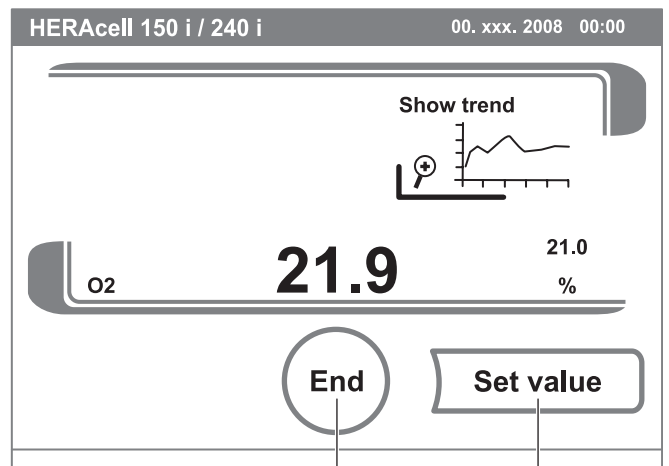 HERAcell 150 i / 240 i 00. xxx. 2008 00:00
Show trend
21.0
O2 21.9 %
End Set value